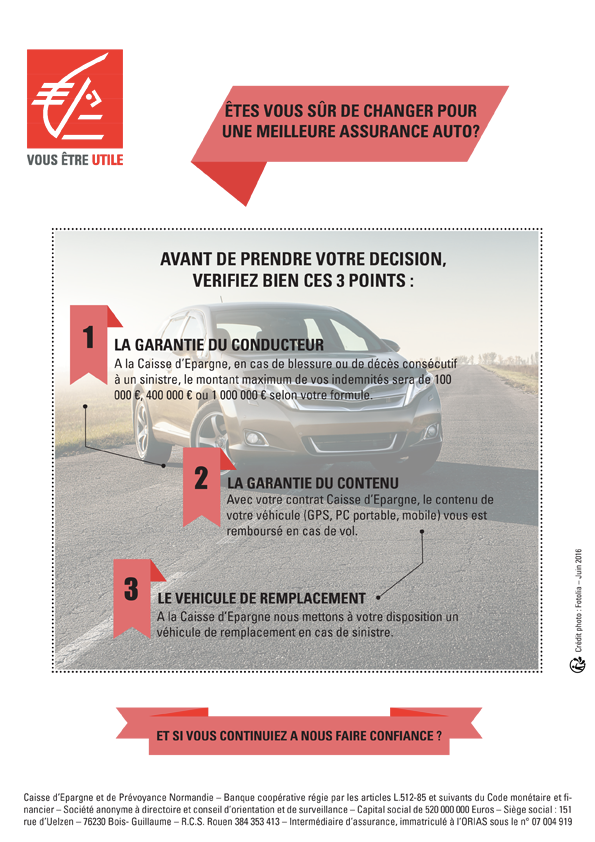 VOUS ÊTRE UTILE
ÊTES VOUS SÛR DE CHANGER POUR
UNE MEILLEURE ASSURANCE AUTO?
AVANT DE PRENDRE VOTRE DECISION,
VERIFIEZ BIEN CES 3 POINTS :
1
LA GARANTIE DU CONDUCTEUR
A la Caisse d'Epargne, en cas de blessure ou de décès consécutif
à un sinistre, le montant maximum de vos indemnités sera de 100
000 €, 400 000 € ou 1 000 000 € selon votre formule.
2
LA GARANTIE DU CONTENU
Avec votre contrat Caisse d'Epargne, le contenu de
votre véhicule (GPS, PC portable, mobile) vous est
remboursé en cas de vol.
3
LE VEHICULE DE REMPLACEMENT
A la Caisse d'Epargne nous mettons à votre disposition un
véhicule de remplacement en cas de sinistre.
Crédit photo : Fotolia – Juin 2016
ET SI VOUS CONTINUIEZ A NOUS FAIRE CONFIANCE ?
Caisse d'Epargne et de Prévoyance Normandie – Banque coopérative régie par les articles L.512-85 et suivants du Code monétaire et fi-
nancier – Société anonyme à directoire et conseil d'orientation et de surveillance – Capital social de 520 000 000 Euros – Siège social : 151
rue d'Uelzen – 76230 Bois- Guillaume – R.C.S. Rouen 384 353 413 – Intermédiaire d'assurance, immatriculé à l'ORIAS sous le n° 07 004 919